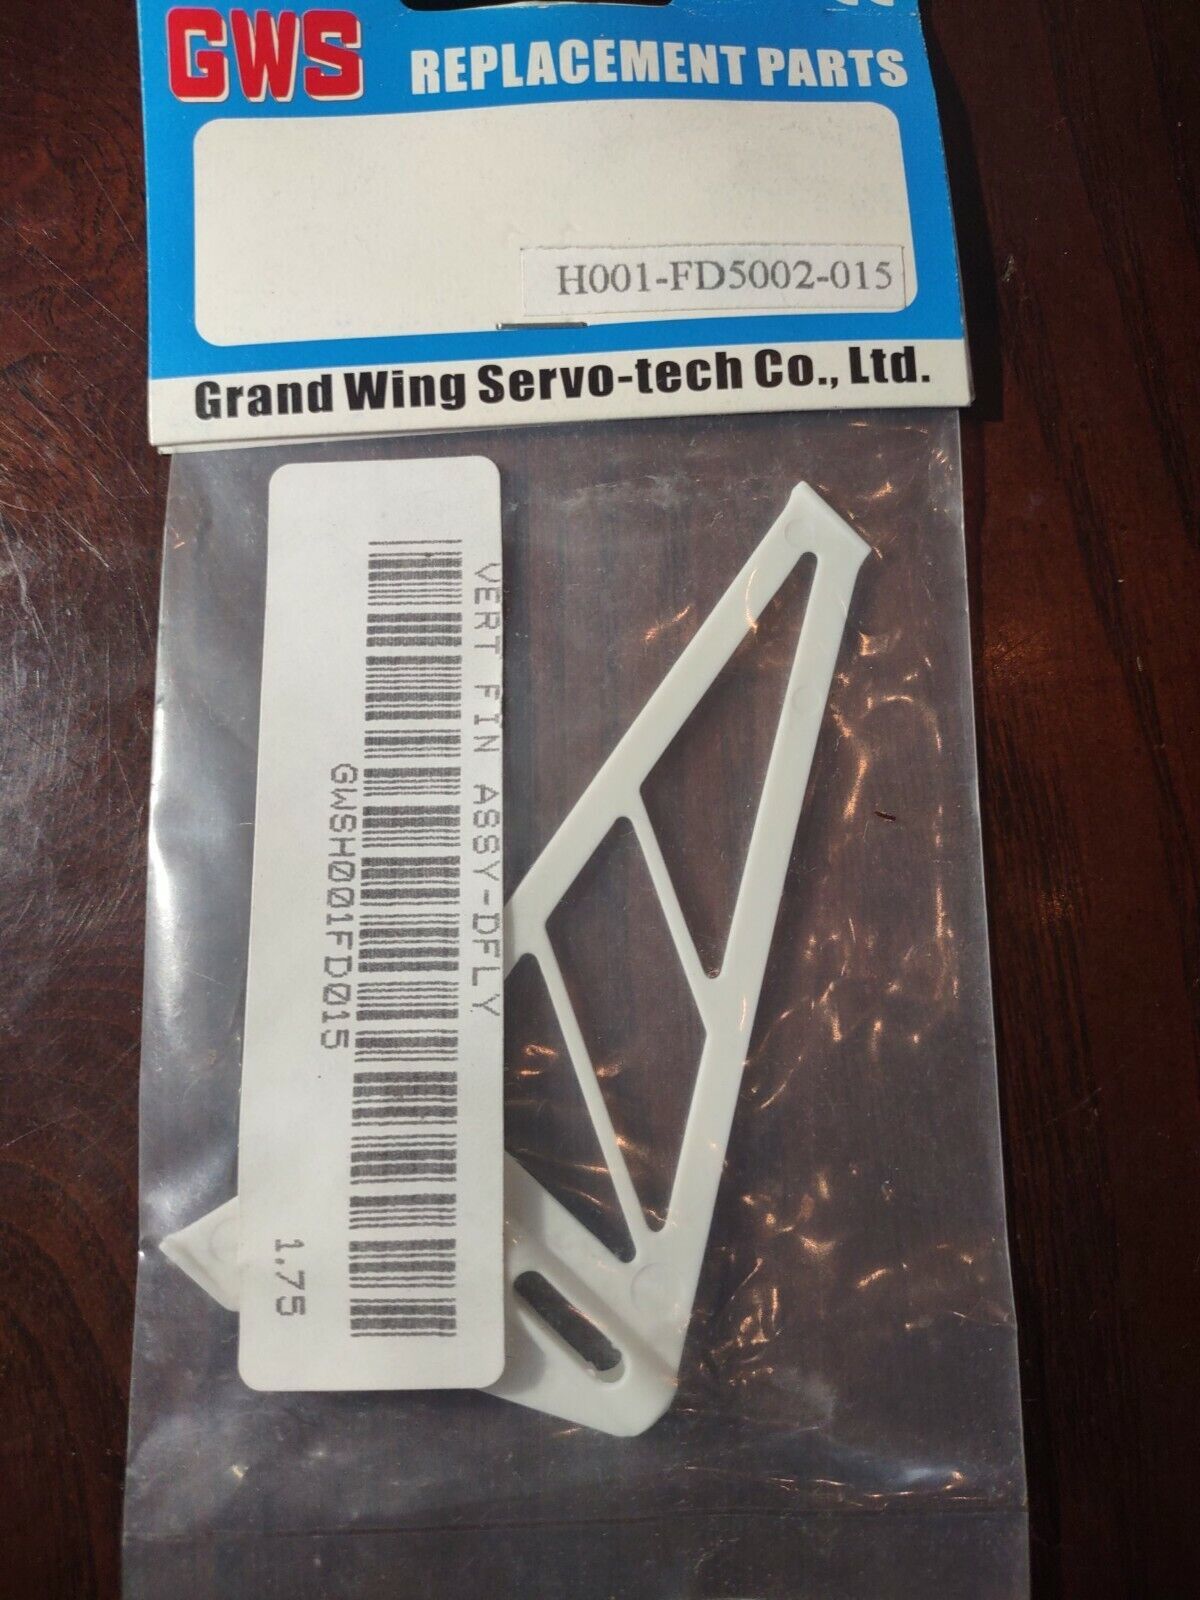 GWS
REPLACEMENT PARTS
H001-FD5002-015
Grand Wing Servo-tech Co., Ltd.
VERT FIN ASSY-DFLY
GWSH001FD015
1.75